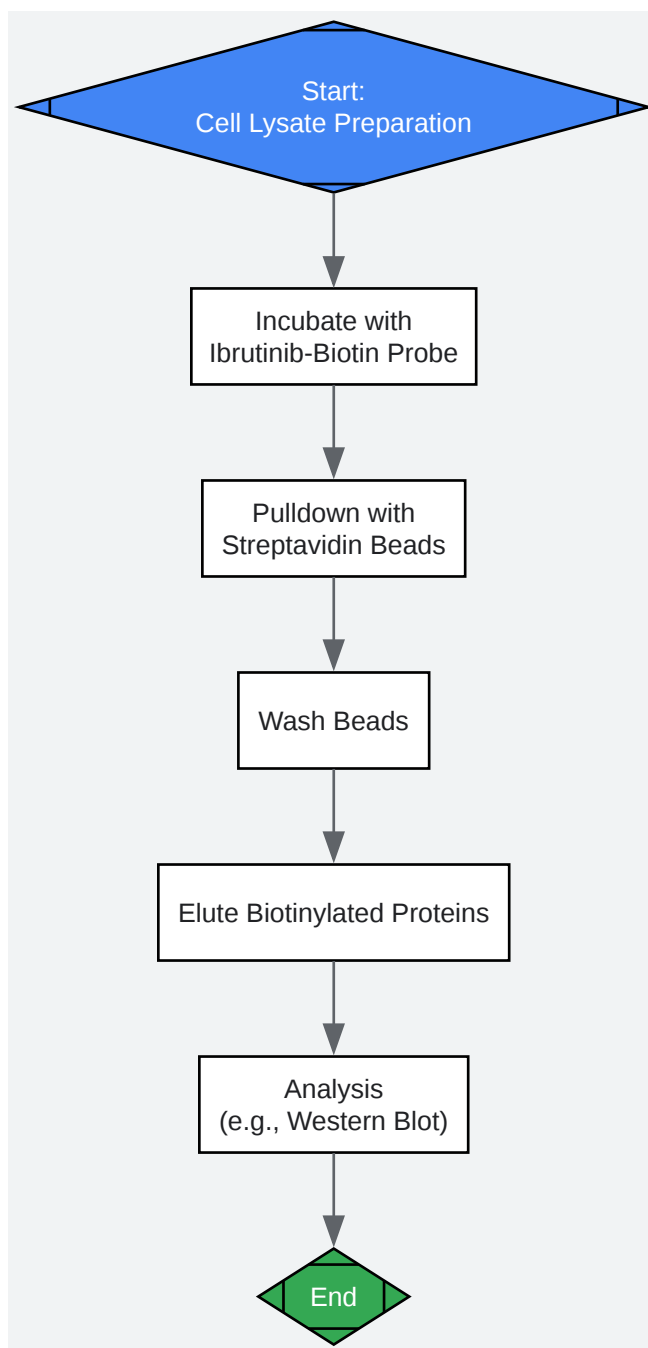 Start:
Cell Lysate Preparation
Incubate with
Ibrutinib-Biotin Probe
Pulldown with
Streptavidin Beads
Wash Beads
Elute Biotinylated Proteins
Analysis
(e.g., Western Blot)
End